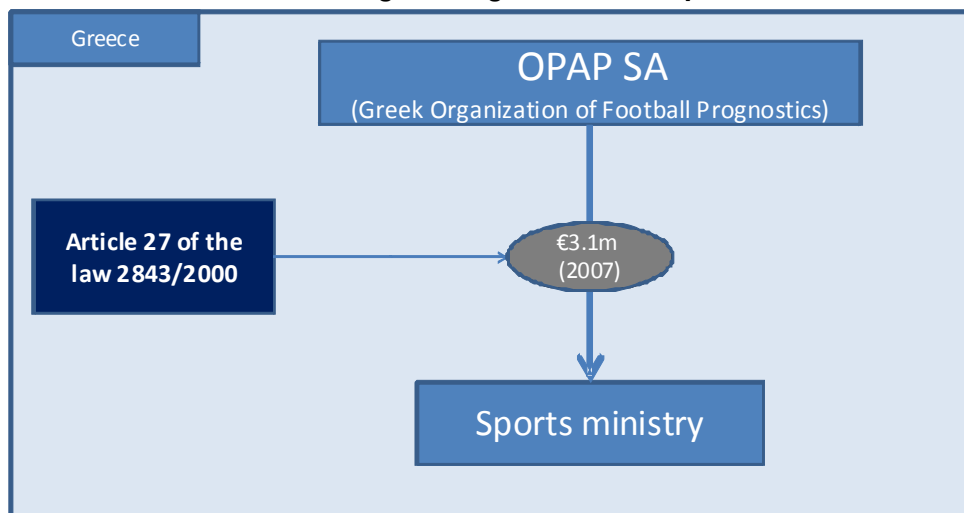 Greece
OPAP SA
(Greek Organization of Football Prognostics)
Article 27 of the
law 2843/2000
€3.1m
(2007)
Sports ministry